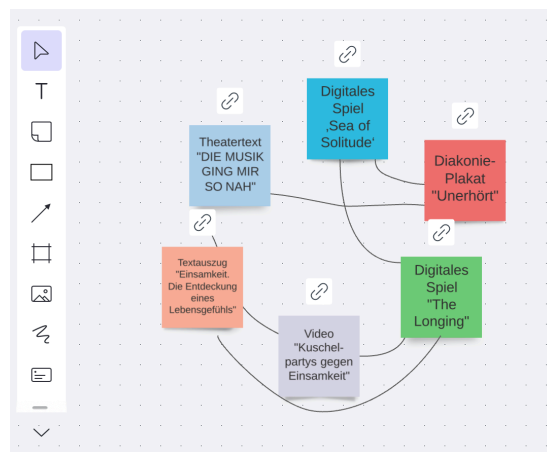 T
Digitales
Spiel
‚Sea of
Solitude‘
Theatertext
"DIE MUSIK
GING MIR
SO NAH"
Diakonie-
Plakat
"Unerhört"
Textauszug
"Einsamkeit.
Die Entdeckung
eines
Lebensgefühls"
Digitales
Spiel
"The
Longing"
Video
"Kuschel-
partys gegen
Einsamkeit"